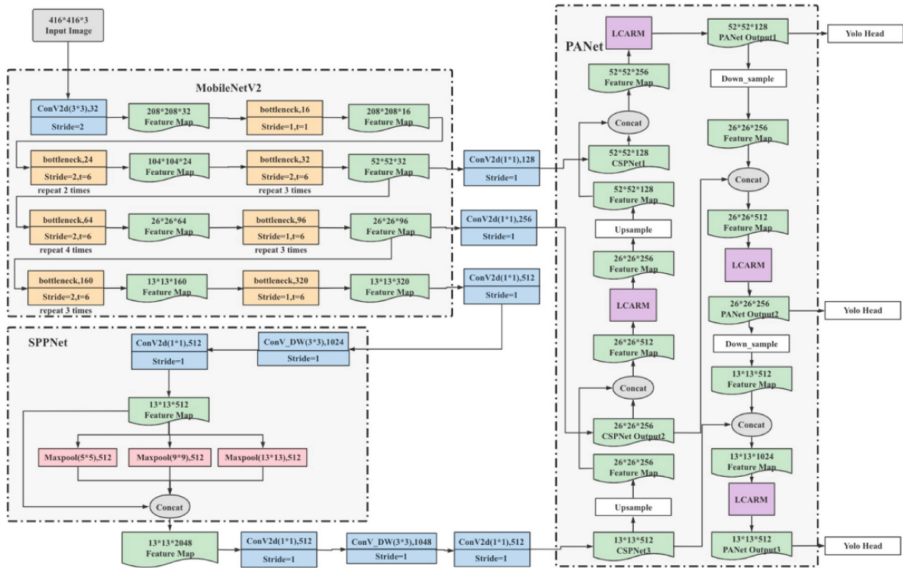 416*416*3
Input Image
MobileNetV2
ConV2d(3*3),32
Stride=2
208*208*32
Feature Map
bottleneck,16
Stride=1,t=1
208*208*16
Feature Map
bottleneck,24
Stride=2,t=6
repeat 2 times
104*104*24
Feature Map
bottleneck,32
Stride=2,t=6
repeat 3 times
52*52*32
Feature Map
ConV2d(1*1),128
Stride=1
bottleneck,64
Stride=2,t=6
repeat 4 times
26*26*64
Feature Map
bottleneck,96
Stride=1,t=6
repeat 3 times
26*26*96
Feature Map
ConV2d(1*1),256
Stride=1
bottleneck,160
Stride=2,t=6
repeat 3 times
13*13*160
Feature Map
bottleneck,320
Stride=1,t=6
13*13*320
Feature Map
ConV2d(1*1),512
Stride=1
SPPNet
ConV2d(1*1),512
Stride=1
ConV_DW(3*3),1024
Stride=1
13*13*512
Feature Map
Maxpool(5*5),512
Maxpool(9*9),512
Maxpool(13*13),512
Concat
13*13*2048
Feature Map
ConV2d(1*1),512
Stride=1
ConV_DW(3*3),1048
Stride=1
ConV2d(1*1),512
Stride=1
PANet
LCARM
52*52*256
Feature Map
Concat
52*52*128
CSPNet1
52*52*128
Feature Map
Upsample
26*26*256
Feature Map
LCARM
26*26*512
Feature Map
Concat
26*26*256
CSPNet Output2
26*26*256
Feature Map
Upsample
13*13*512
CSPNet3
52*52*128
PANet Output1
Yolo Head
Down_sample
26*26*256
Feature Map
Concat
26*26*512
Feature Map
LCARM
26*26*256
PANet Output2
Yolo Head
Down_sample
13*13*512
Feature Map
Concat
13*13*1024
Feature Map
LCARM
13*13*512
PANet Output3
Yolo Head